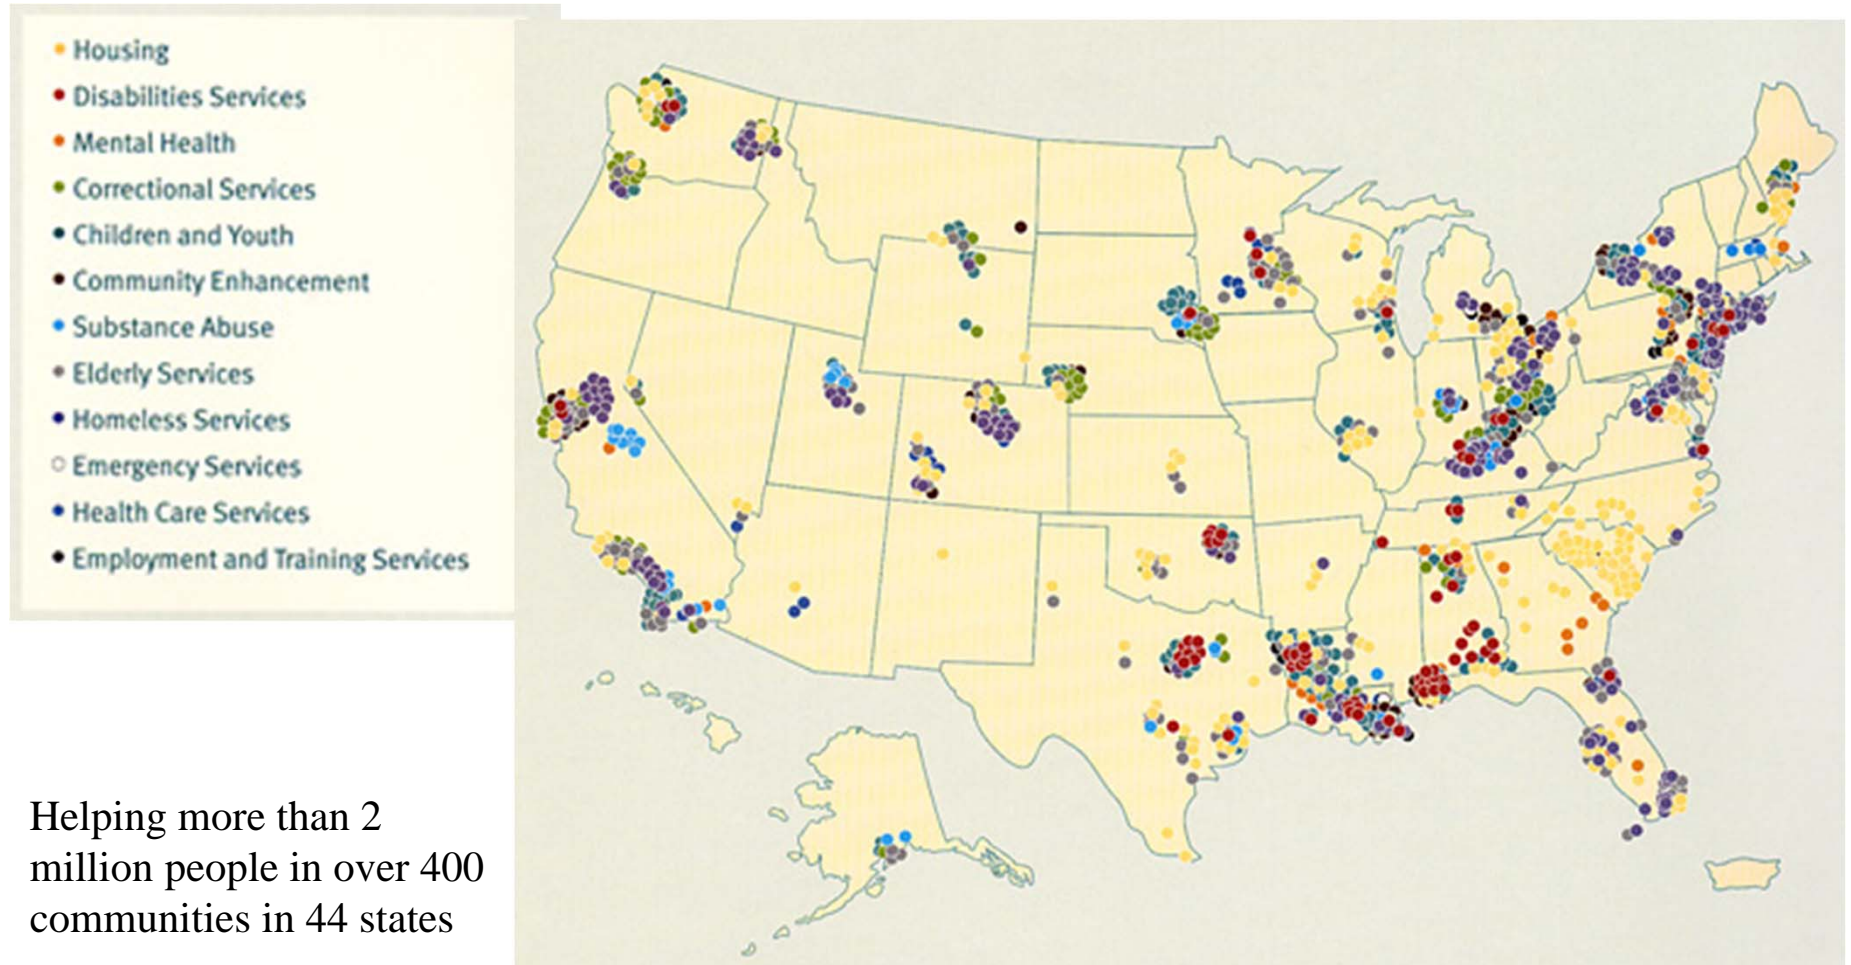 Housing
Disabilities Services
Mental Health
Correctional Services
Children and Youth
Community Enhancement
Substance Abuse
Elderly Services
Homeless Services
Emergency Services
Health Care Services
Employment and Training Services
Helping more than 2
million people in over 400
communities in 44 states